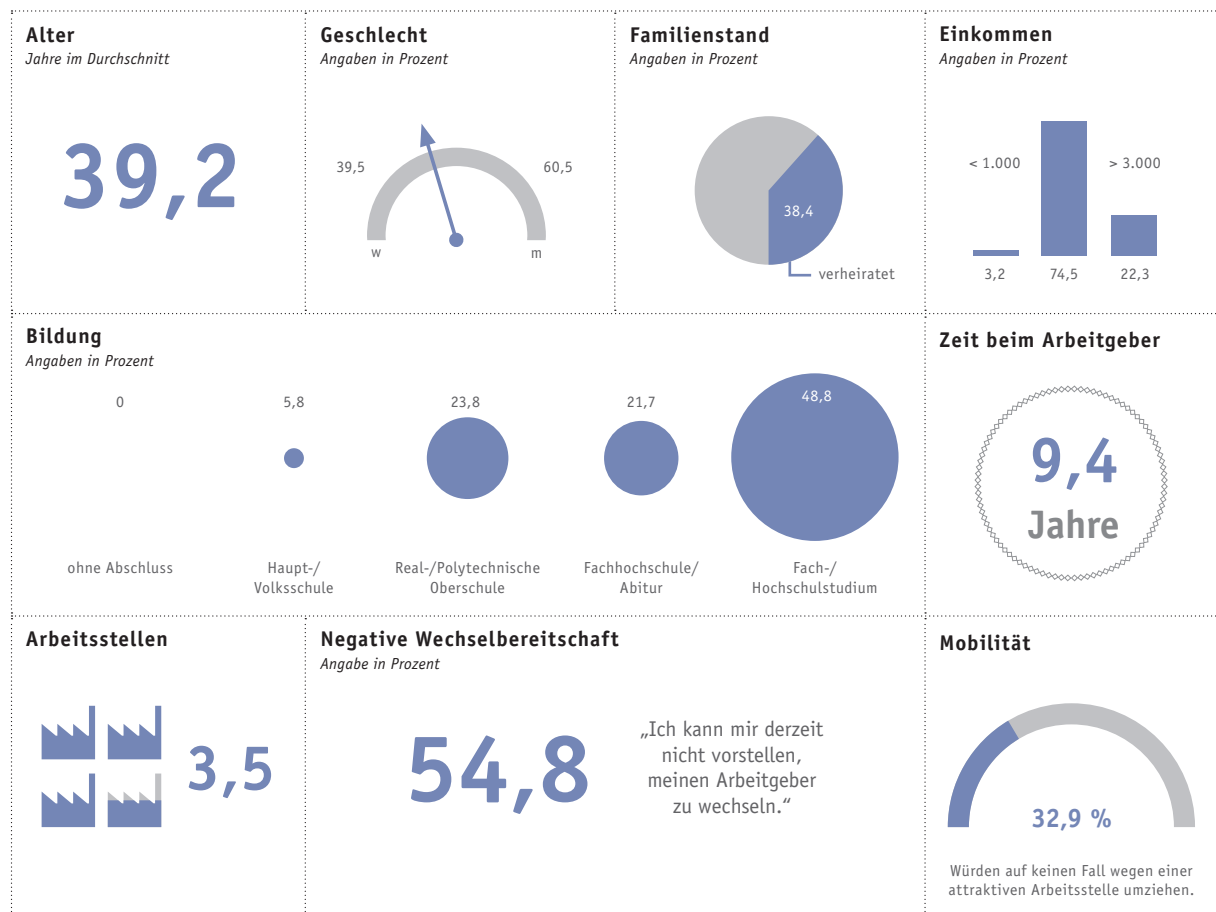 Alter
Jahre im Durchschnitt
39,2
Geschlecht
Angaben in Prozent
39,5
60,5
w
m
Familienstand
Angaben in Prozent
38,4
verheiratet
Einkommen
Angaben in Prozent
< 1.000
> 3.000
3,2
74,5
22,3
Bildung
Angaben in Prozent
0
5,8
23,8
21,7
48,8
ohne Abschluss
Haupt-/
Volksschule
Real-/Polytechnische
Oberschule
Fachhochschule/
Abitur
Fach-/
Hochschulstudium
Zeit beim Arbeitgeber
9,4
Jahre
Arbeitsstellen
3,5
Negative Wechselbereitschaft
Angabe in Prozent
54,8
„Ich kann mir derzeit
nicht vorstellen,
meinen Arbeitgeber
zu wechseln.“
Mobilität
32,9 %
Würden auf keinen Fall wegen einer
attraktiven Arbeitsstelle umziehen.